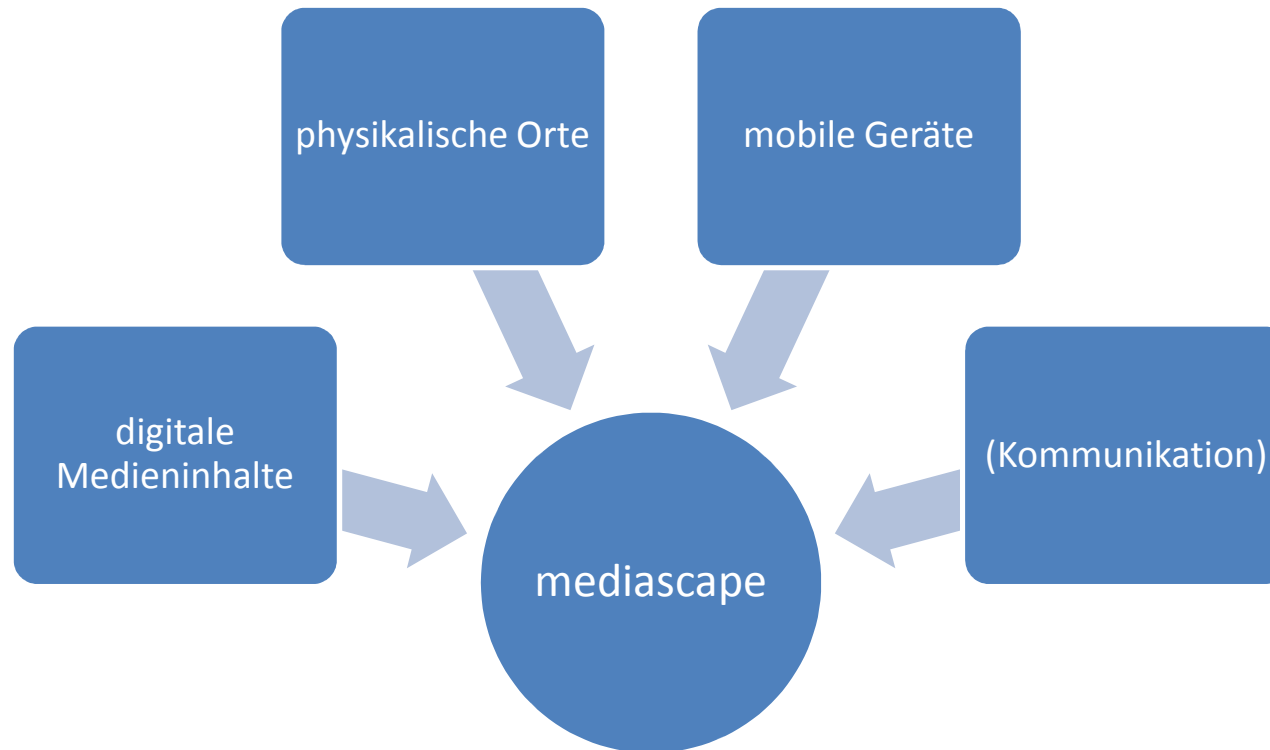 physikalische Orte
mobile Geräte
digitale
Medieninhalte
(Kommunikation)
mediascape